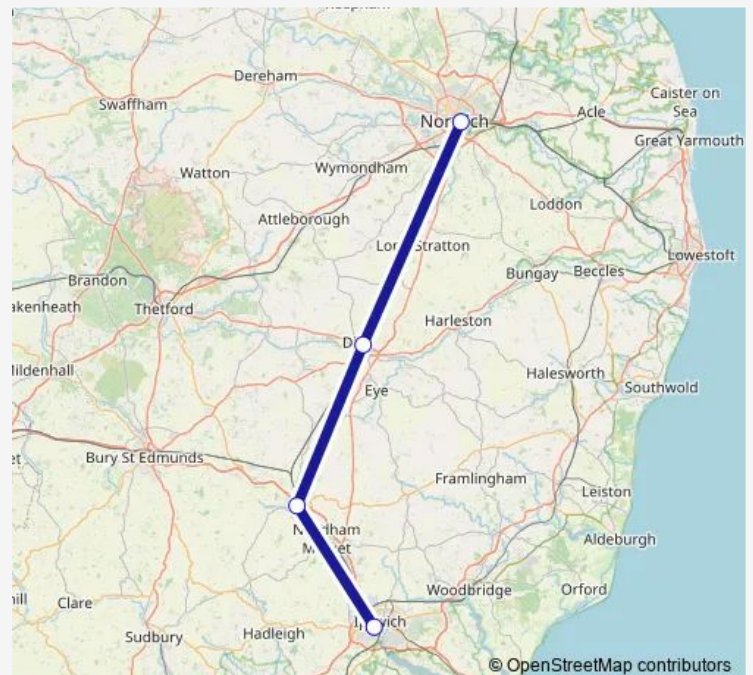 Dereham
Swaffham
Caister on
Sea
Acle
Great Yarmouth
Watton
Wymondham
Loddon
Attleborough
Lowestoft
Bungay
Beccles
Brandon
Thetford
Harleston
Halesworth
Southwold
Eye
Bury St Edmunds
Framlingham
Leiston
Aldeburgh
Woodbridge
Orford
Clare
Sudbury
Hadleigh
© OpenStreetMap contributors